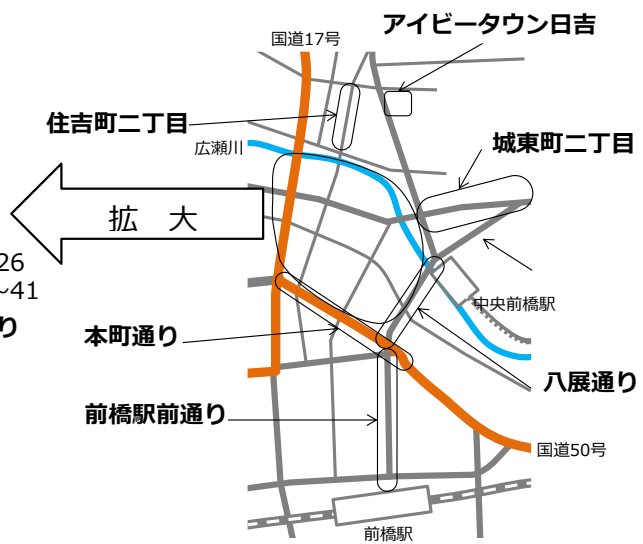 アイビータウン日吉
国道17号
住吉町二丁目
広瀬川
城東町二丁目
拡　大
26
~41
り
中央前橋駅
本町通り
八展通り
前橋駅前通り
国道50号
前橋駅